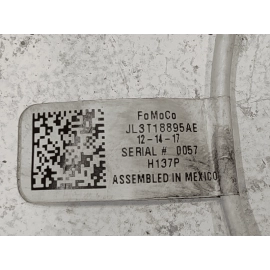 FoMoCo
JL3T18895AE
12-14-17
SERIAL # 0057
H137P
ASSEMBLED IN MEXICO